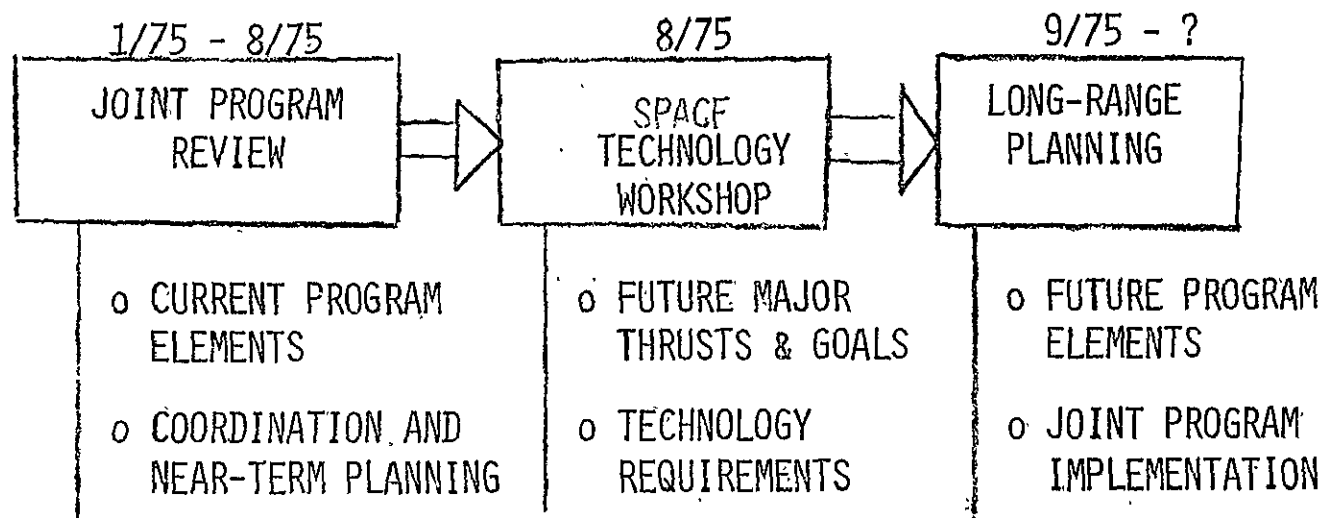 1/75 - 8/75
JOINT PROGRAM
REVIEW
o CURRENT PROGRAM
ELEMENTS
o COORDINATION AND
NEAR-TERM PLANNING
8/75
SPACF
TECHNOLOGY
WORKSHOP
o FUTURE MAJOR
THRUSTS & GOALS
o TECHNOLOGY
REQUIREMENTS
9/75 - ?
LONG-RANGE
PLANNING
o FUTURE PROGRAM
ELEMENTS
o JOINT PROGRAM
IMPLEMENTATION